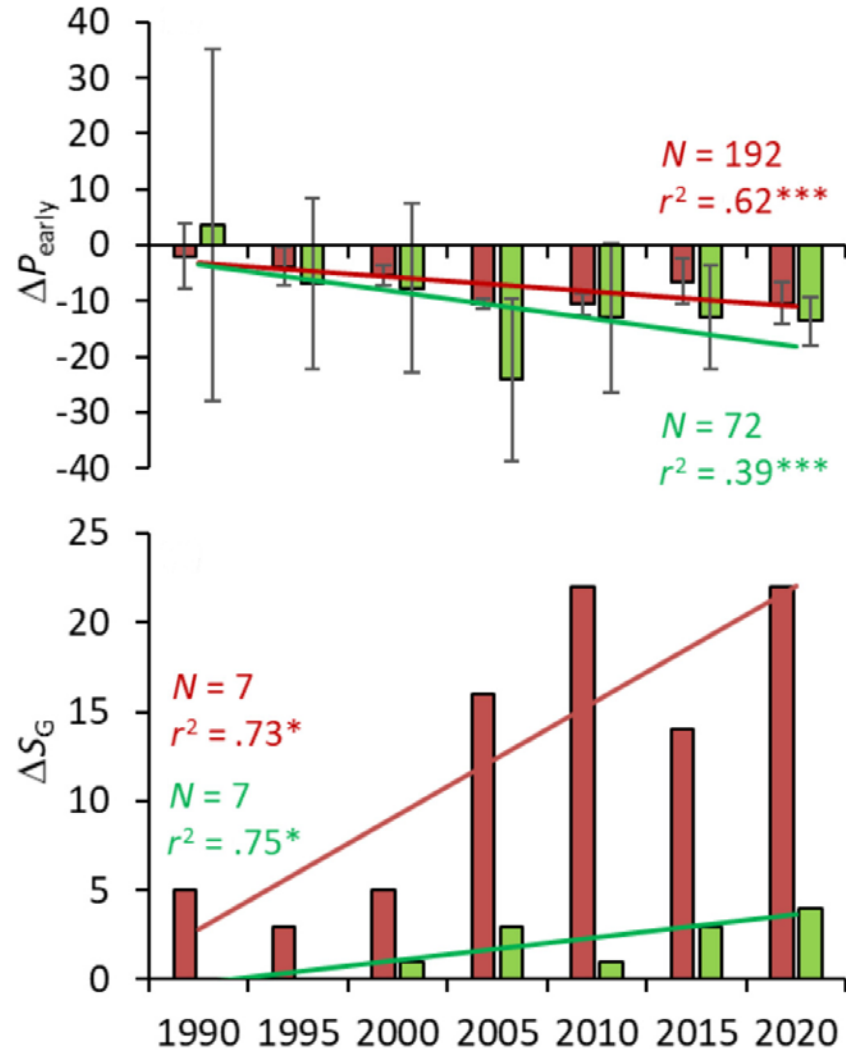 40
30
20
10
0
-10
-20
-30
-40
ΔP_early
N = 192
r² = .62***
N = 72
r² = .39***
25
20
15
10
5
0
ΔS_G
N = 7
r² = .73*
N = 7
r² = .75*
1990 1995 2000 2005 2010 2015 2020